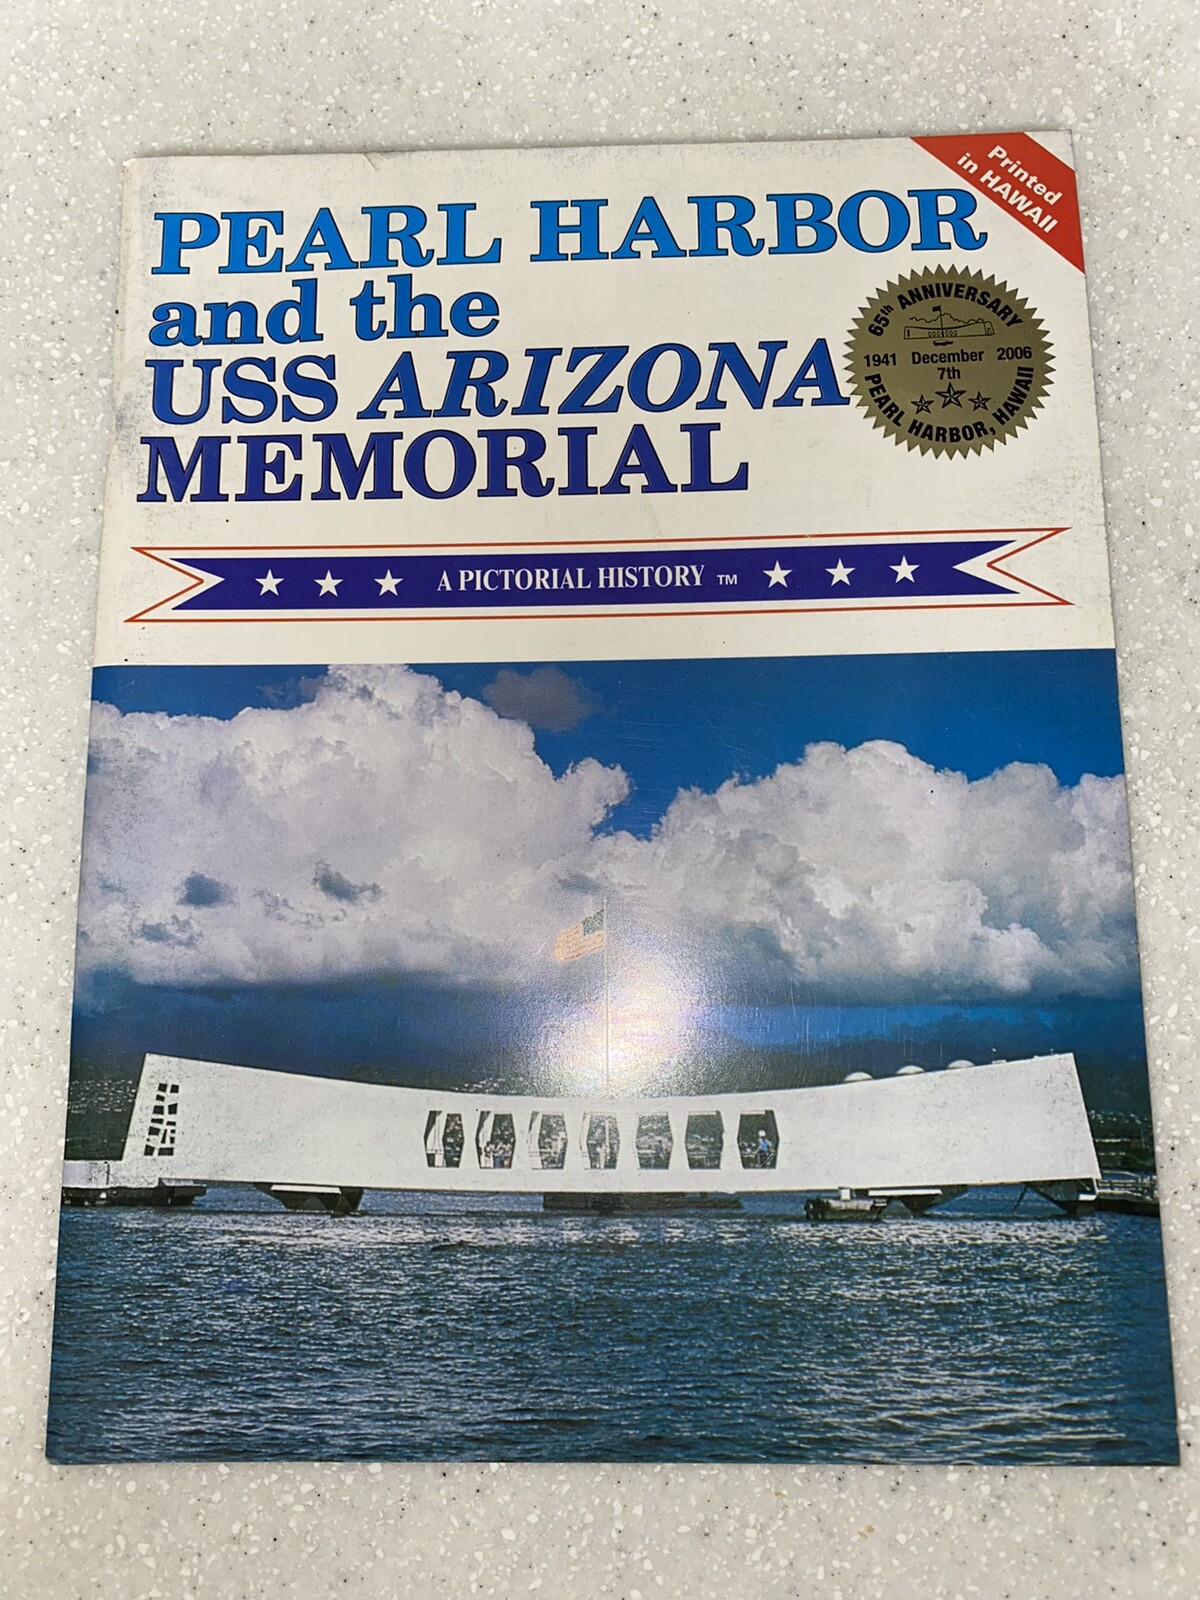 Printed
in HAWAII
PEARL HARBOR
and the
USS ARIZONA
MEMORIAL
65th ANNIVERSARY
1941 December 2006
7th
PEARL HARBOR, HAWAII
A PICTORIAL HISTORY TM